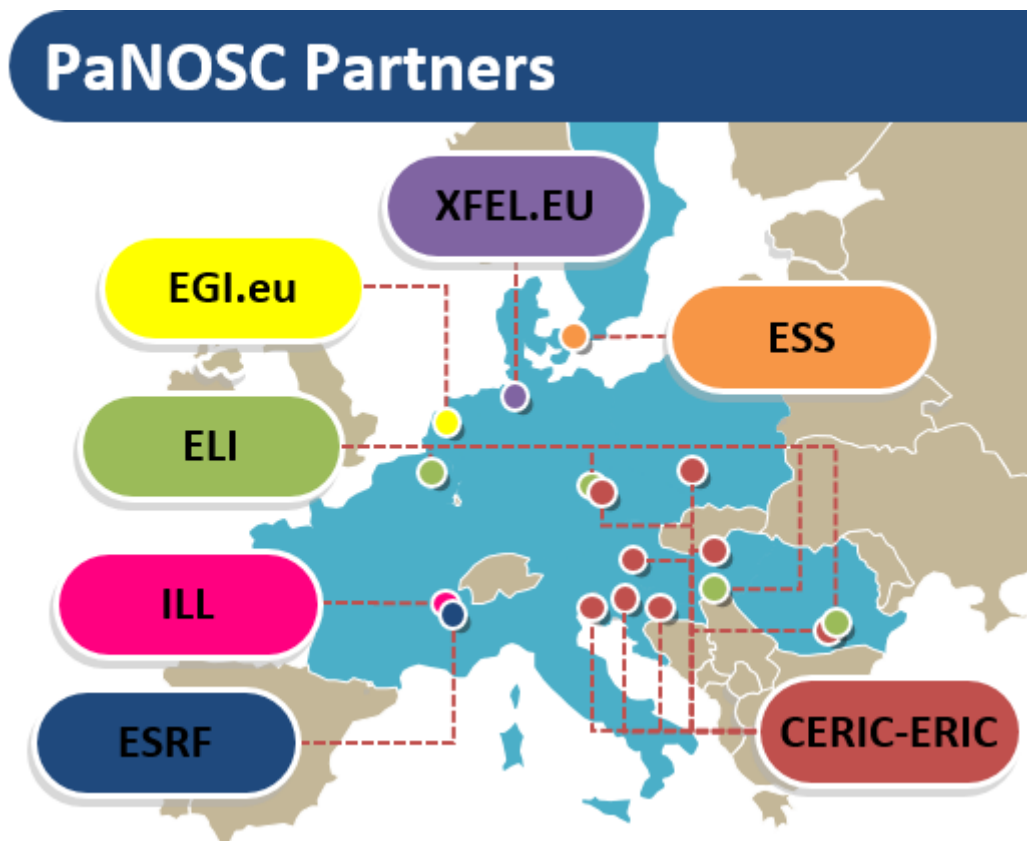 PaNOSC Partners
XFEL.EU
EGI.eu
ESS
ELI
ILL
ESRF
CERIC-ERIC